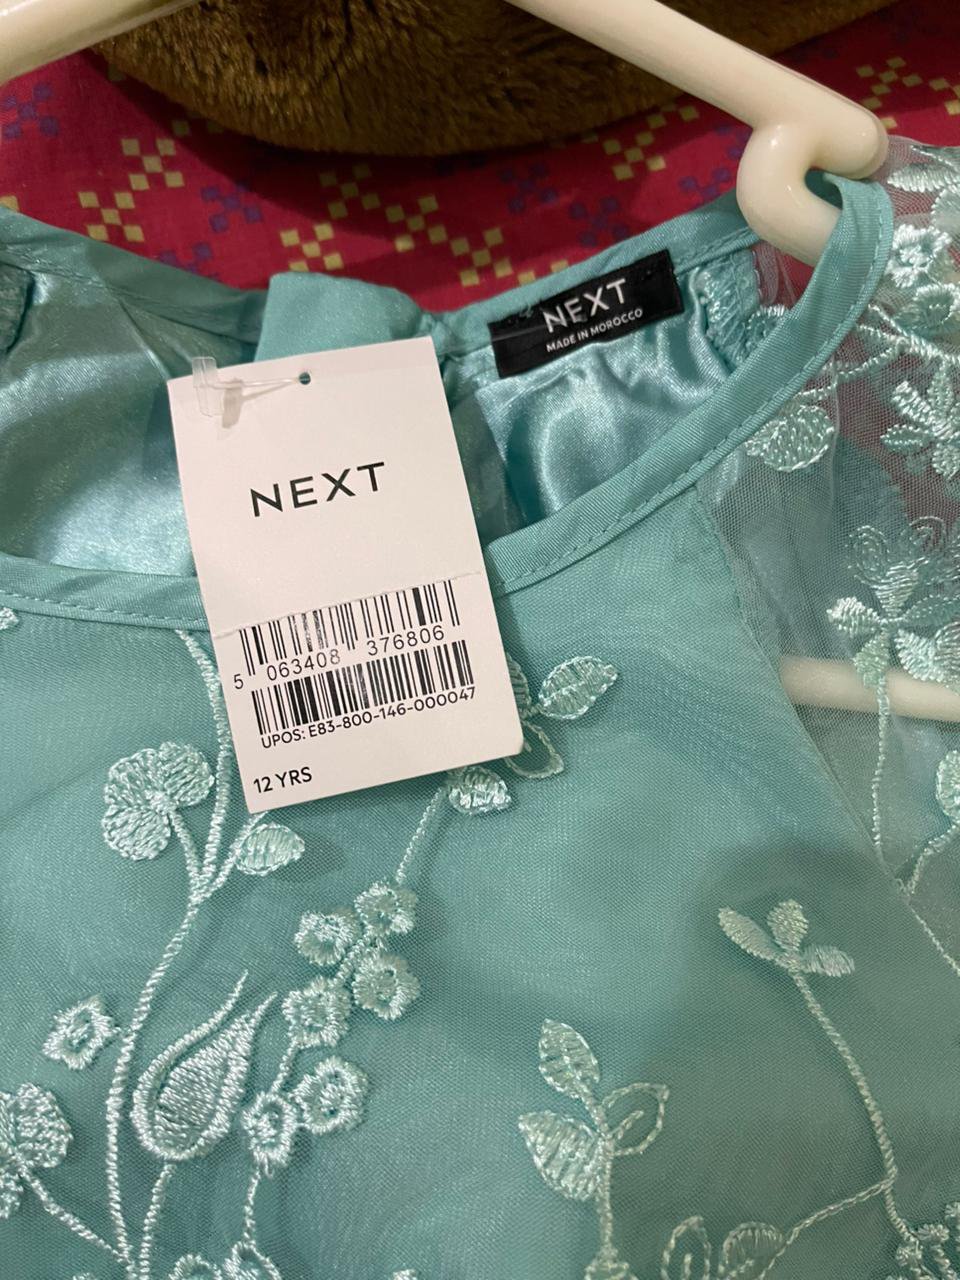 NEXT
MADE IN MOROCCO
NEXT
5 063408 376806
UPOS: E83-800-146-000047
12 YRS